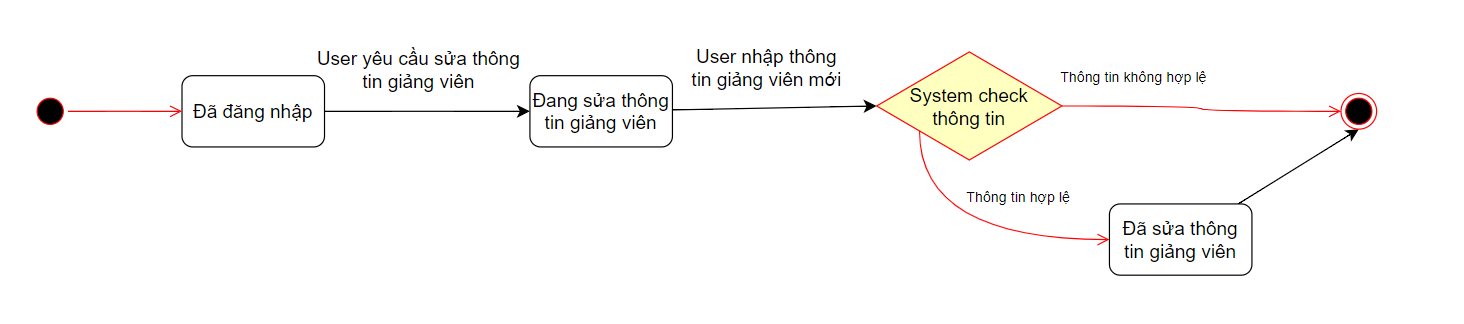 Đã đăng nhập
User yêu cầu sửa thông
tin giảng viên
Đang sửa thông
tin giảng viên
User nhập thông
tin giảng viên mới
System check
thông tin
Thông tin không hợp lệ
Thông tin hợp lệ
Đã sửa thông
tin giảng viên